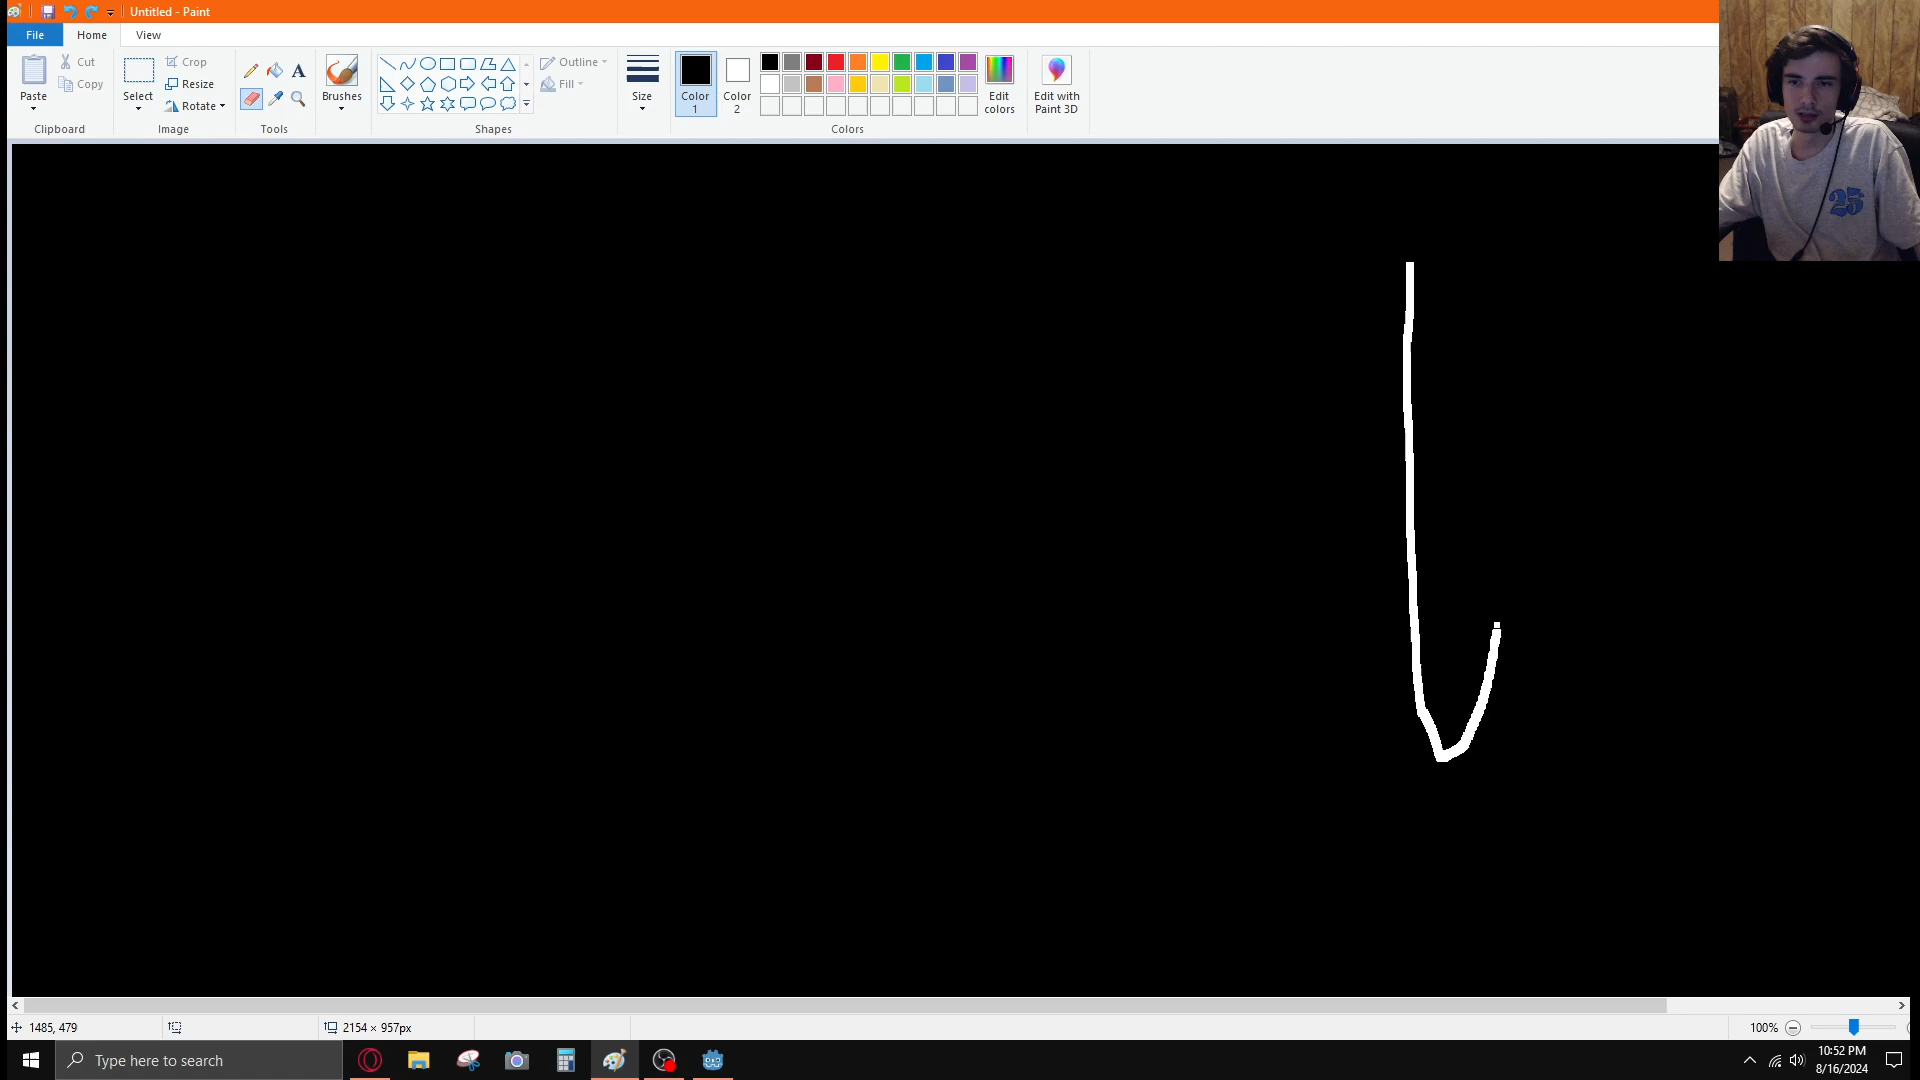 Untitled - Paint
File Home View
Paste
Cut
Copy
Clipboard
Select
Crop
Resize
Rotate
Image
A
Tools
Brushes
Outline
Fill
Shapes
Size
Color 1
Color 2
Edit colors
Colors
Edit with Paint 3D
25
1485, 479
2154 × 957px
100%
Type here to search
10:52 PM
8/16/2024